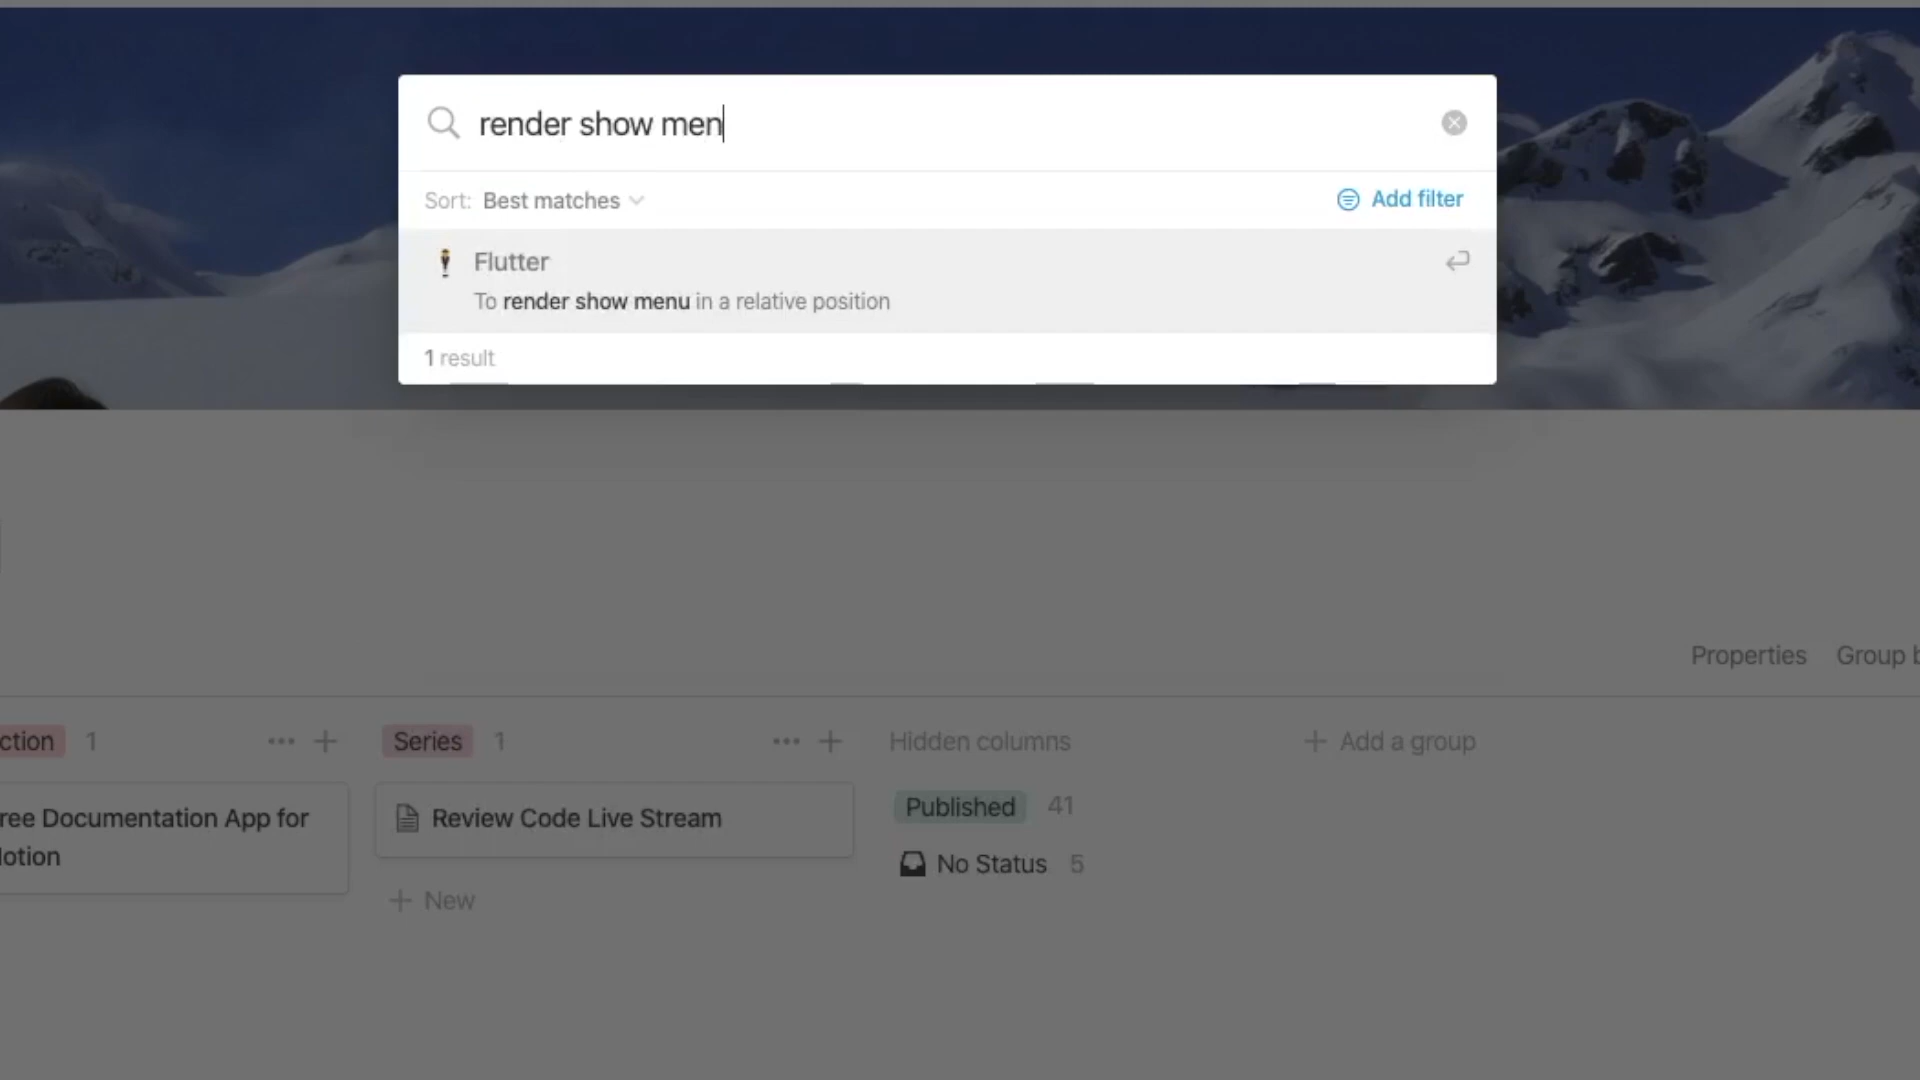 render show men
Sort: Best matches
Add filter
Flutter
To render show menu in a relative position
1 result
Properties
Group
ction 1
Series 1
Hidden columns
+ Add a group
ree Documentation App for
otion
Review Code Live Stream
Published 41
No Status 5
+ New